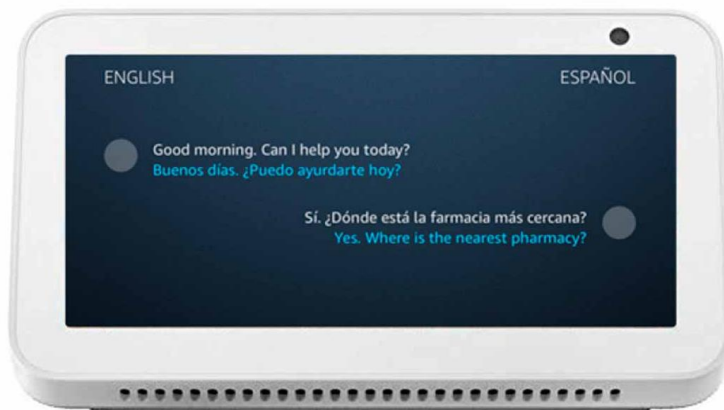 ENGLISH
ESPAÑOL
Good morning. Can I help you today?
Buenos días. ¿Puedo ayurdarte hoy?
Sí. ¿Dónde está la farmacia más cercana?
Yes. Where is the nearest pharmacy?